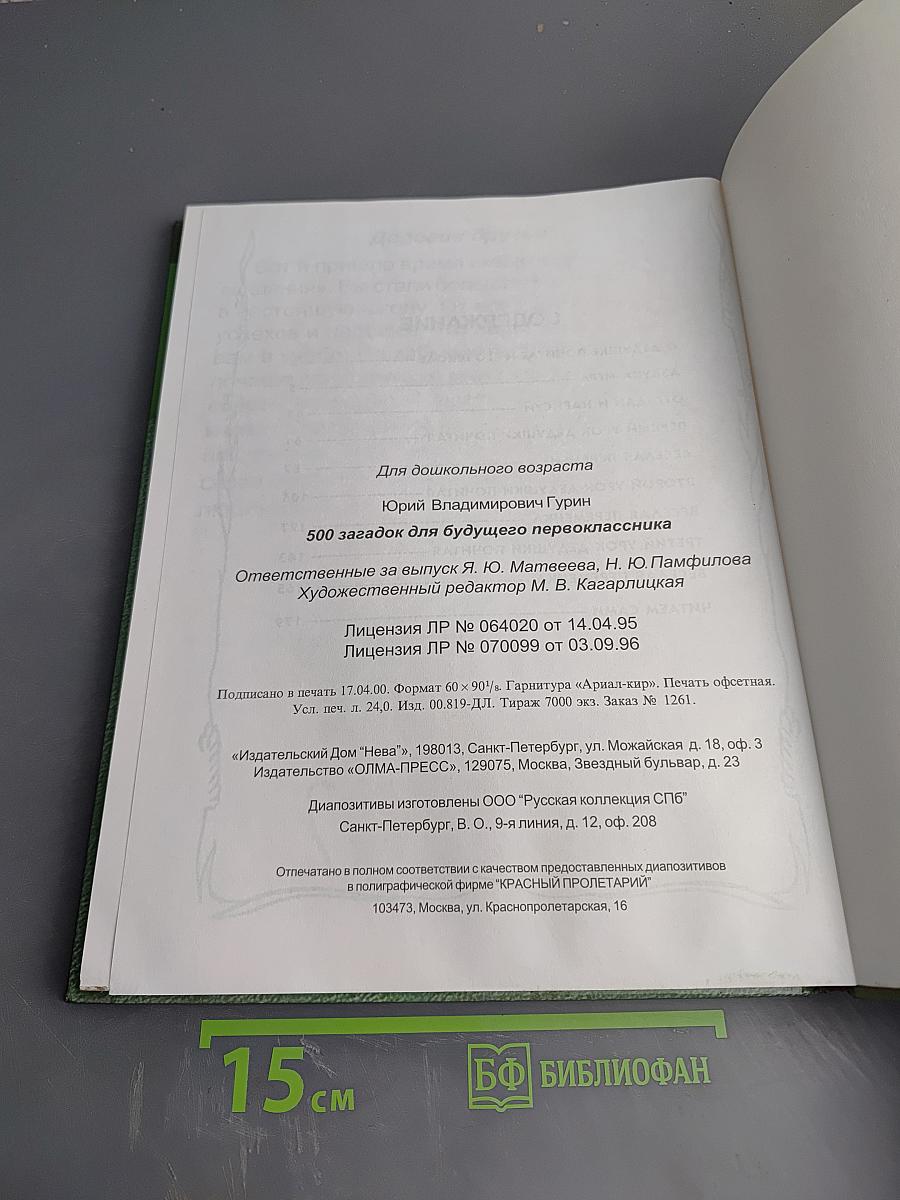 Для дошкольного возраста
Юрий Владимирович Гурин
500 загадок для будущего первоклассника
Ответственные за выпуск Я. Ю. Матвеева, Н. Ю. Памфилова
Художественный редактор М. В. Кагарлицкая
Лицензия ЛР № 064020 от 14.04.95
Лицензия ЛР № 070099 от 03.09.96
Подписано в печать 17.04.00. Формат 60 × 90¹/₈. Гарнитура «Ариал-кир». Печать офсетная.
Усл. печ. л. 24,0. Изд. 00.819-ДЛ. Тираж 7000 экз. Заказ № 1261.
«Издательский Дом “Нева”», 198013, Санкт-Петербург, ул. Можайская д. 18, оф. 3
Издательство «ОЛМА-ПРЕСС», 129075, Москва, Звездный бульвар, д. 23
Диапозитивы изготовлены ООО “Русская коллекция СПб”
Санкт-Петербург, В. О., 9-я линия, д. 12, оф. 208
Отпечатано в полном соответствии с качеством предоставленных диапозитивов
в полиграфической фирме “КРАСНЫЙ ПРОЛЕТАРИЙ”
103473, Москва, ул. Краснопролетарская, 16
15 см
БФ БИБЛИОФАН